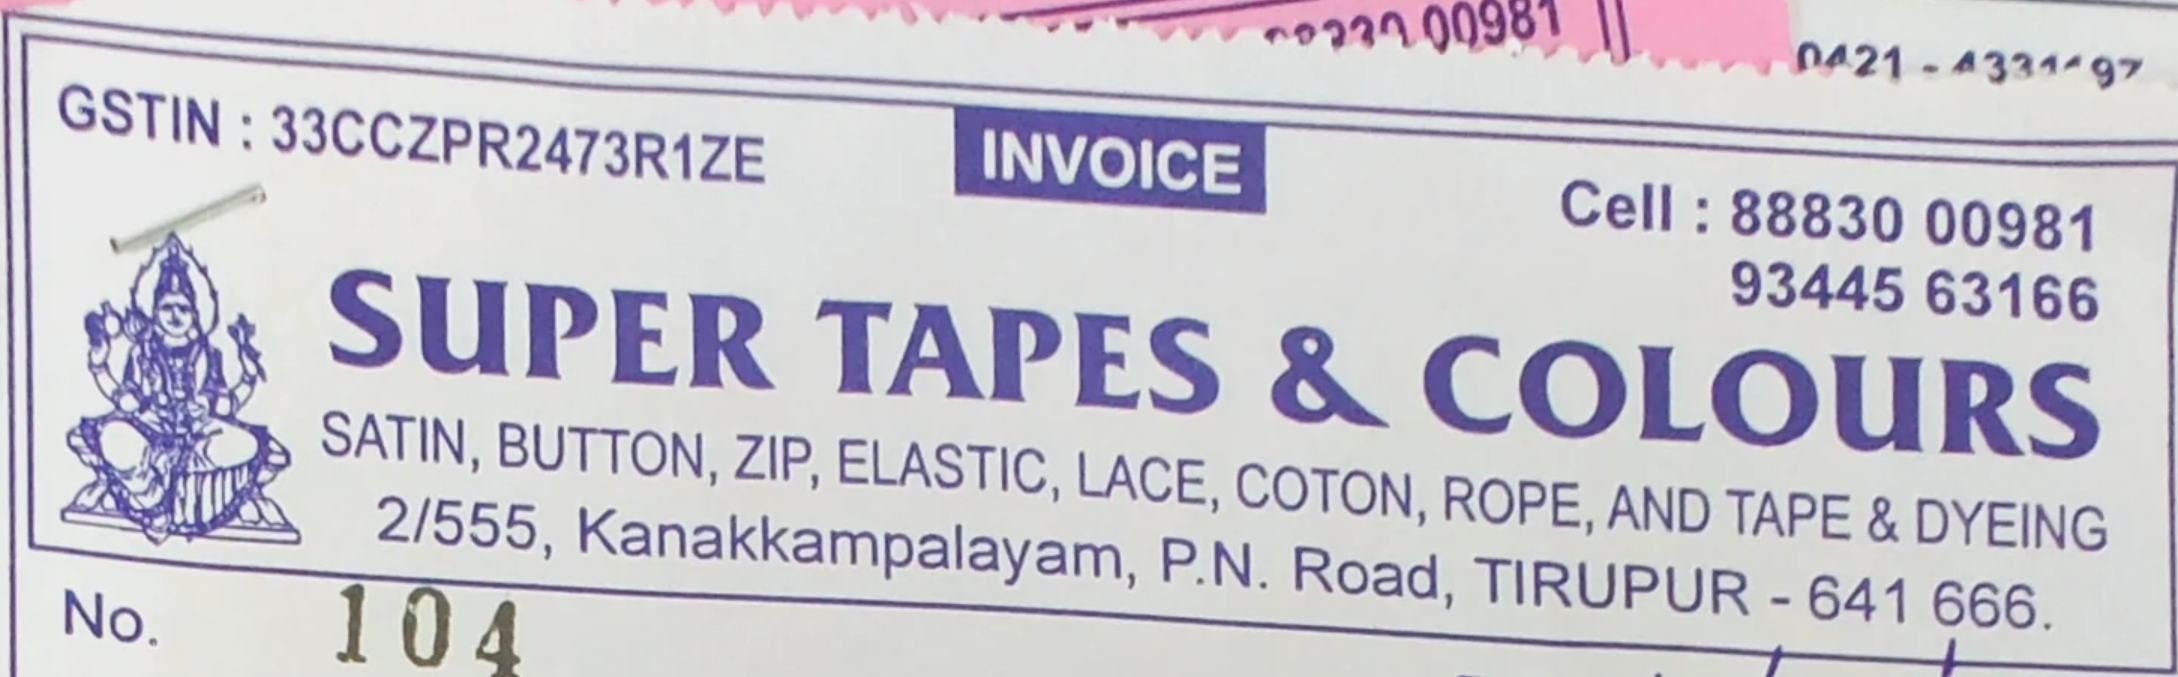 00981
GSTIN : 33CCZPR2473R1ZE
INVOICE
Cell : 88830 00981
93445 63166
SUPER TAPES & COLOURS
SATIN, BUTTON, ZIP, ELASTIC, LACE, COTON, ROPE, AND TAPE & DYEING
2/555, Kanakkampalayam, P.N. Road, TIRUPUR - 641 666.
No. 104